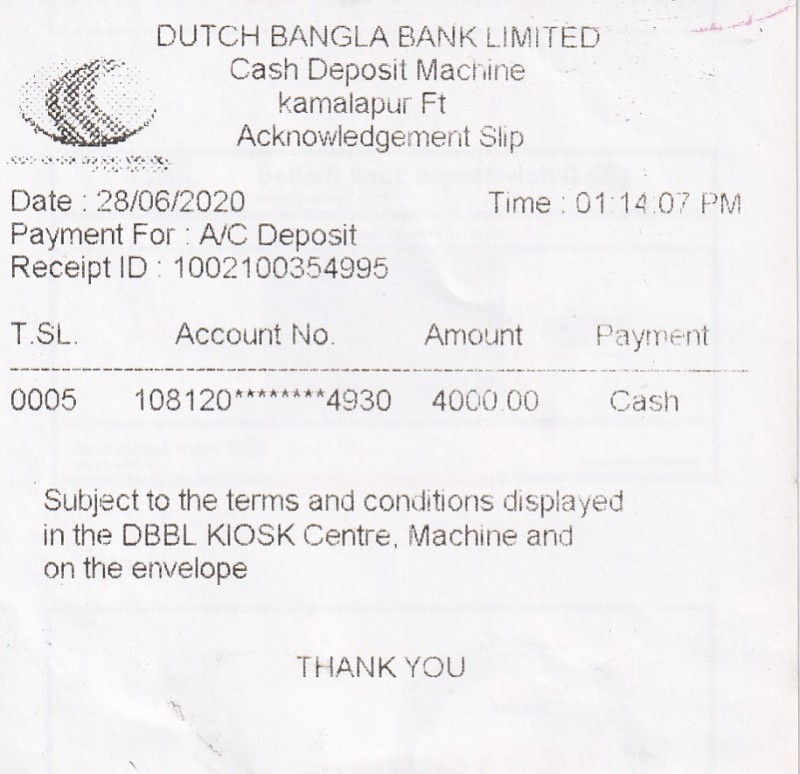 DUTCH BANGLA BANK LIMITED
Cash Deposit Machine
kamalapur Ft
Acknowledgement Slip
Date : 28/06/2020 Time : 01:14:07 PM
Payment For : A/C Deposit
Receipt ID : 1002100354995
T.SL. Account No. Amount Payment
0005 108120********4930 4000.00 Cash
Subject to the terms and conditions displayed
in the DBBL KIOSK Centre, Machine and
on the envelope
THANK YOU